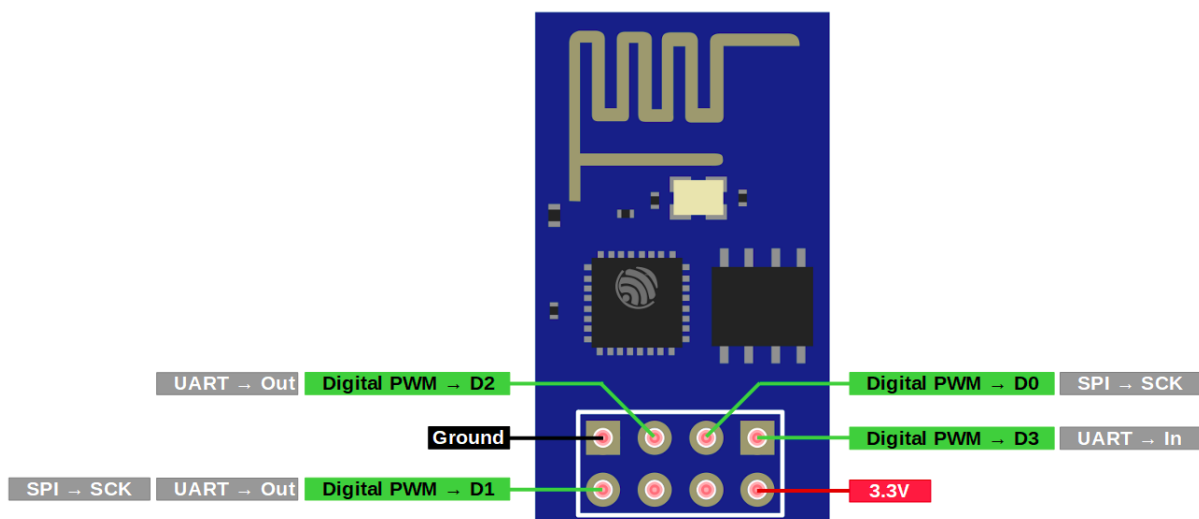 UART → Out Digital PWM → D2 Digital PWM → D0 SPI → SCK
Ground Digital PWM → D3 UART → In
SPI → SCK UART → Out Digital PWM → D1 3.3V